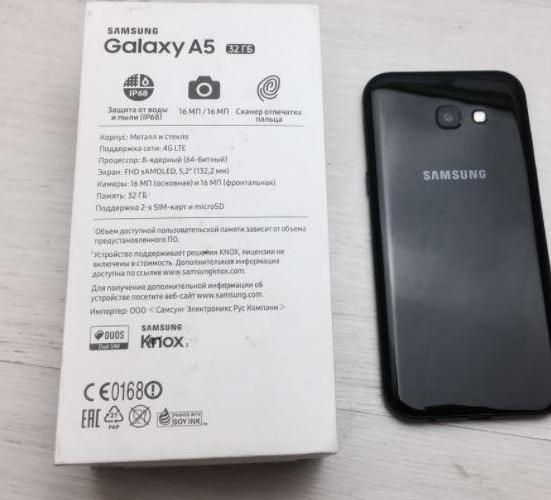 SAMSUNG
Galaxy A5 32 ГБ
IP68
Защита от воды
и пыли (IP68)
16 МП / 16 МП
Сканер отпечатка
пальца
Корпус: Металл и стекло
Поддержка сети: 4G LTE
Процессор: 8-ядерный (64-битный)
Экран: FHD sAMOLED, 5,2" (132,2 мм)
Камеры: 16 МП (основная) и 16 МП (фронтальная)
Память: 32 ГБ
Поддержка 2-х SIM-карт и microSD
Объем доступной пользовательской памяти зависит от объема
предустановленного ПО.
Устройство поддерживает решения KNOX, лицензии не
включены в стоимость. Дополнительная информация
доступна по ссылке www.samsungknox.com.
Для получения дополнительной информации об
устройстве посетите веб-сайт www.samsung.com.
Импортер: ООО < Самсунг Электроникс Рус Компани >
DUOS
Dual SIM
SAMSUNG
Knox
CE0168
EAC
21
PAP
PRINTED WITH
SOY INK
SAMSUNG